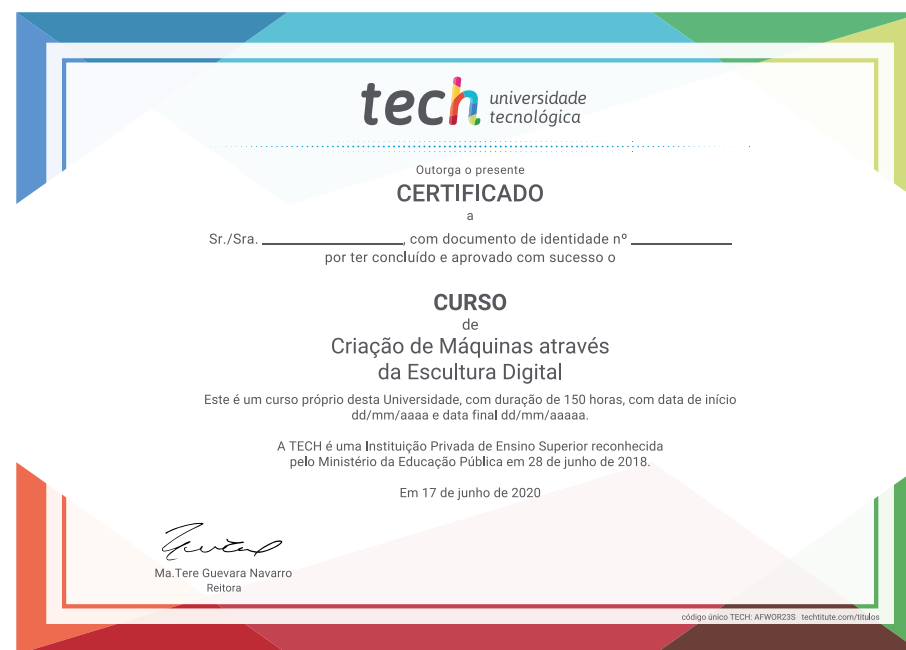 tech universidade
tecnológica
Outorga o presente
CERTIFICADO
a
Sr./Sra. ________________, com documento de identidade nº ____________
por ter concluído e aprovado com sucesso o
CURSO
de
Criação de Máquinas através
da Escultura Digital
Este é um curso próprio desta Universidade, com duração de 150 horas, com data de início
dd/mm/aaaa e data final dd/mm/aaaaa.
A TECH é uma Instituição Privada de Ensino Superior reconhecida
pelo Ministério da Educação Pública em 28 de junho de 2018.
Em 17 de junho de 2020
Ma.Tere Guevara Navarro
Reitora
código único TECH: AFWOR23S techtitute.com/titulos